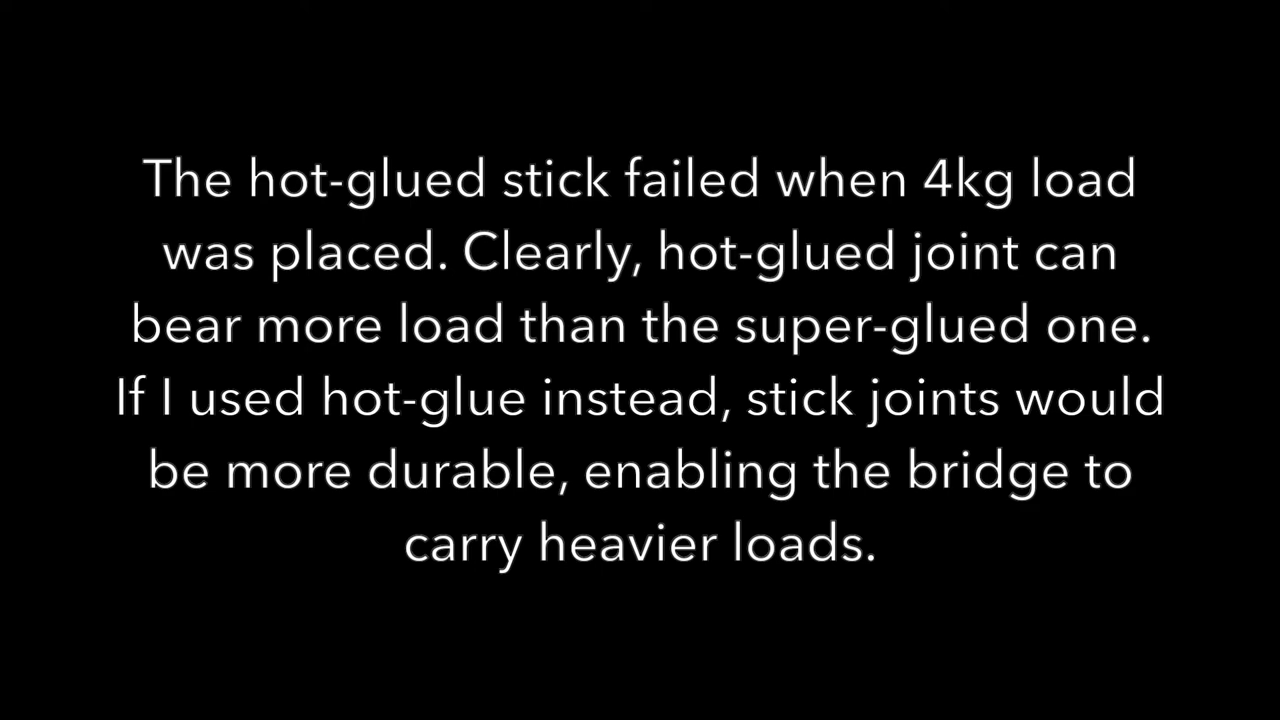 The hot-glued stick failed when 4kg load
was placed. Clearly, hot-glued joint can
bear more load than the super-glued one.
If I used hot-glue instead, stick joints would
be more durable, enabling the bridge to
carry heavier loads.